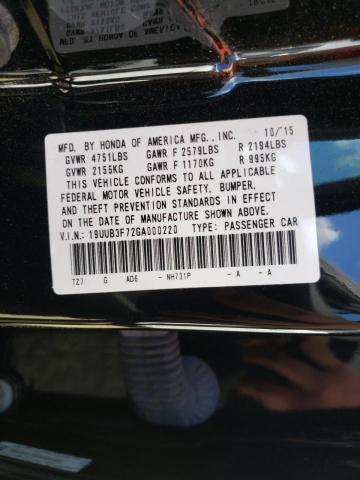 MFD. BY HONDA OF AMERICA MFG., INC. 10/15
GVWR 4751LBS GAWR F 2579LBS R 2194LBS
GVWR 2155KG GAWR F 1170KG R 995KG
THIS VEHICLE CONFORMS TO ALL APPLICABLE
FEDERAL MOTOR VEHICLE SAFETY, BUMPER,
AND THEFT PREVENTION STANDARDS IN EFFECT
ON THE DATE OF MANUFACTURE SHOWN ABOVE.
V.I.N.: 19UUB3F72GA000220 TYPE: PASSENGER CAR
TZ7 G AD6 - NH731P - A - A